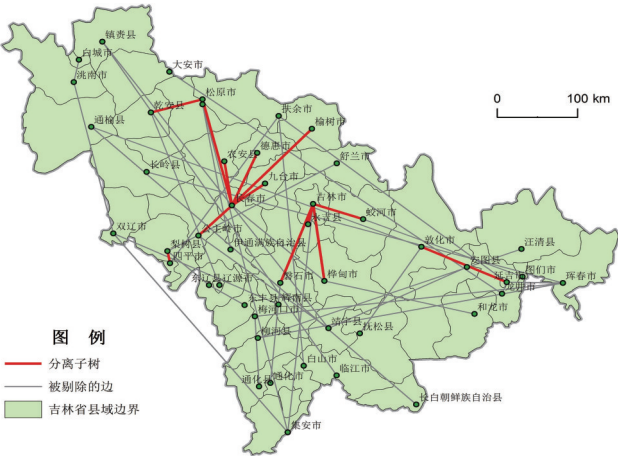 镇赉县
白城市
大安市
洮南市
松原市
乾安县
扶余市
0 100 km
通榆县
榆树市
德惠市
农安县
舒兰市
长岭县
九台市
长春市
吉林市
蛟河市
永吉县
双辽市
公主岭市
伊通满族自治县
敦化市
汪清县
梨树县
四平市
安图县
图们市
延吉市
珲春市
龙井市
东辽县
辽源市
磐石市
桦甸市
东丰县
辉南县
梅河口市
和龙市
靖宇县
抚松县
柳河县
图 例
分离子树
被剔除的边
吉林省县域边界
白山市
临江市
通化县
通化市
长白朝鲜族自治县
集安市